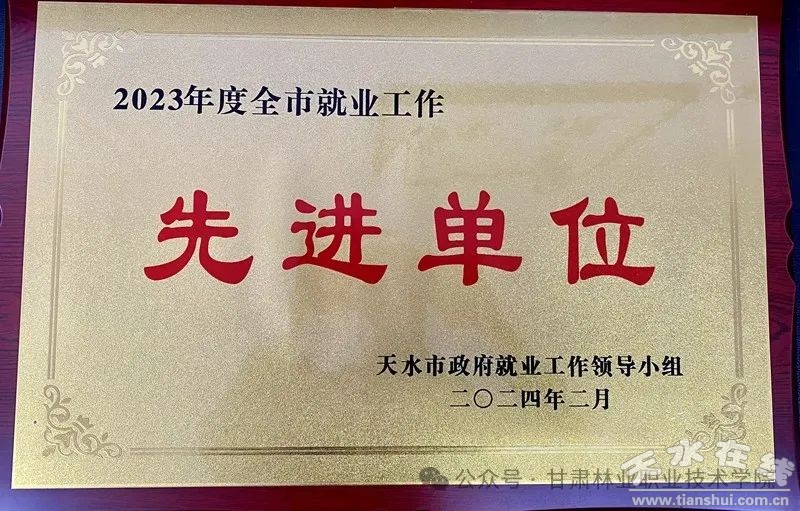 2023年度全市就业工作
先进单位
天水市政府就业工作领导小组
二〇二四年二月
公众号·甘肃林业职业技术学院
天水在线
www.tianshui.com.cn